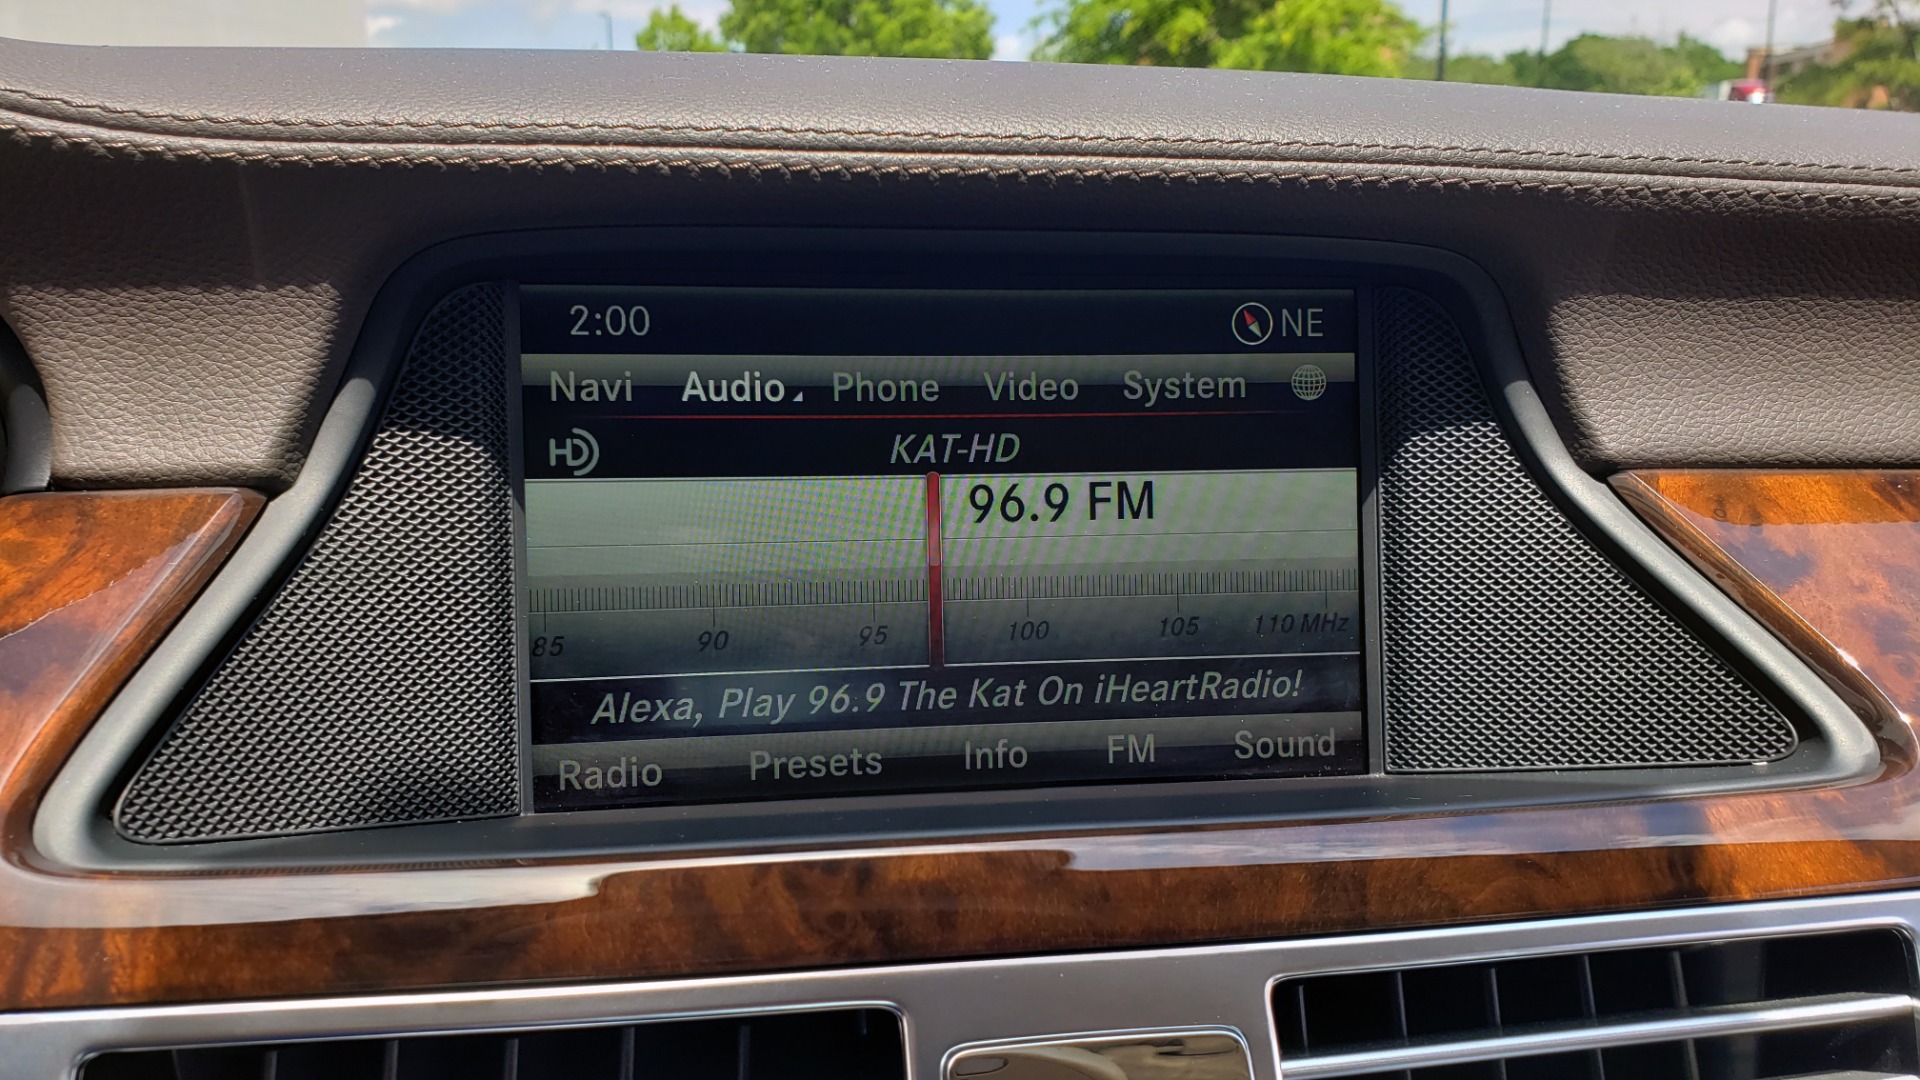 2:00 NE
Navi Audio Phone Video System
HD KAT-HD
96.9 FM
85 90 95 100 105 110 MHz
Alexa, Play 96.9 The Kat On iHeartRadio!
Radio Presets Info FM Sound